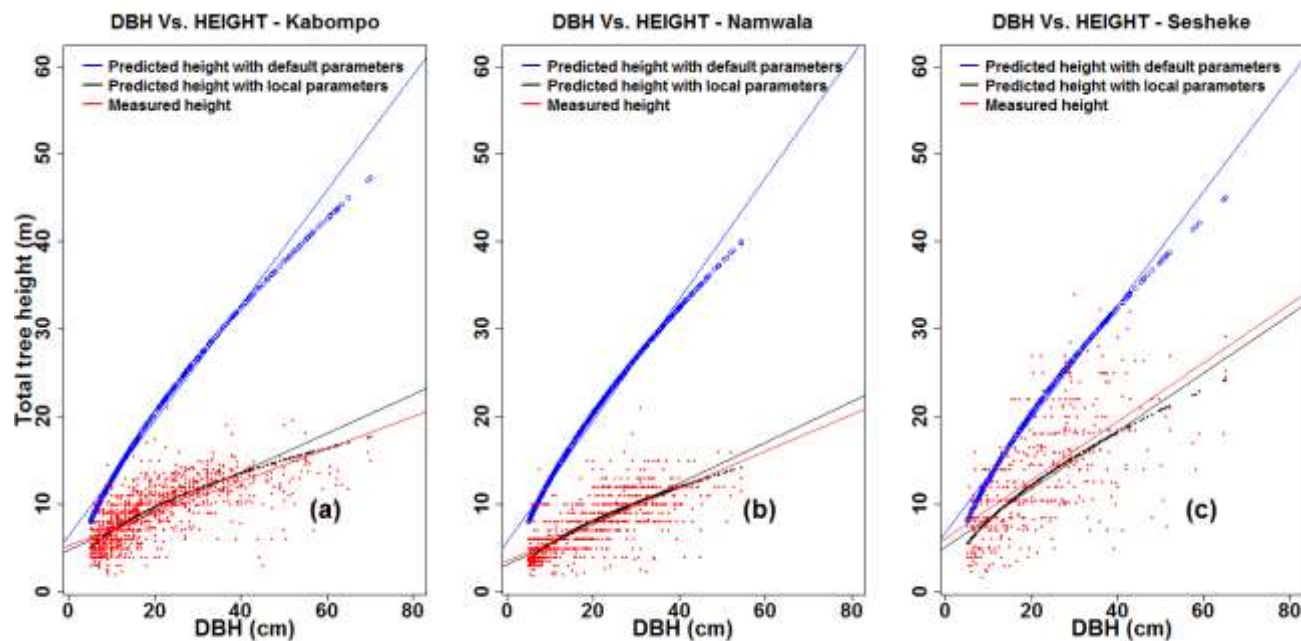 DBH Vs. HEIGHT - Kabompo
Predicted height with default parameters
Predicted height with local parameters
Measured height
Total tree height (m)
60
50
40
30
20
10
0
(a)
0 20 40 60 80
DBH (cm)
DBH Vs. HEIGHT - Namwala
Predicted height with default parameters
Predicted height with local parameters
Measured height
60
50
40
30
20
10
0
(b)
0 20 40 60 80
DBH (cm)
DBH Vs. HEIGHT - Sesheke
Predicted height with default parameters
Predicted height with local parameters
Measured height
60
50
40
30
20
10
0
(c)
0 20 40 60 80
DBH (cm)